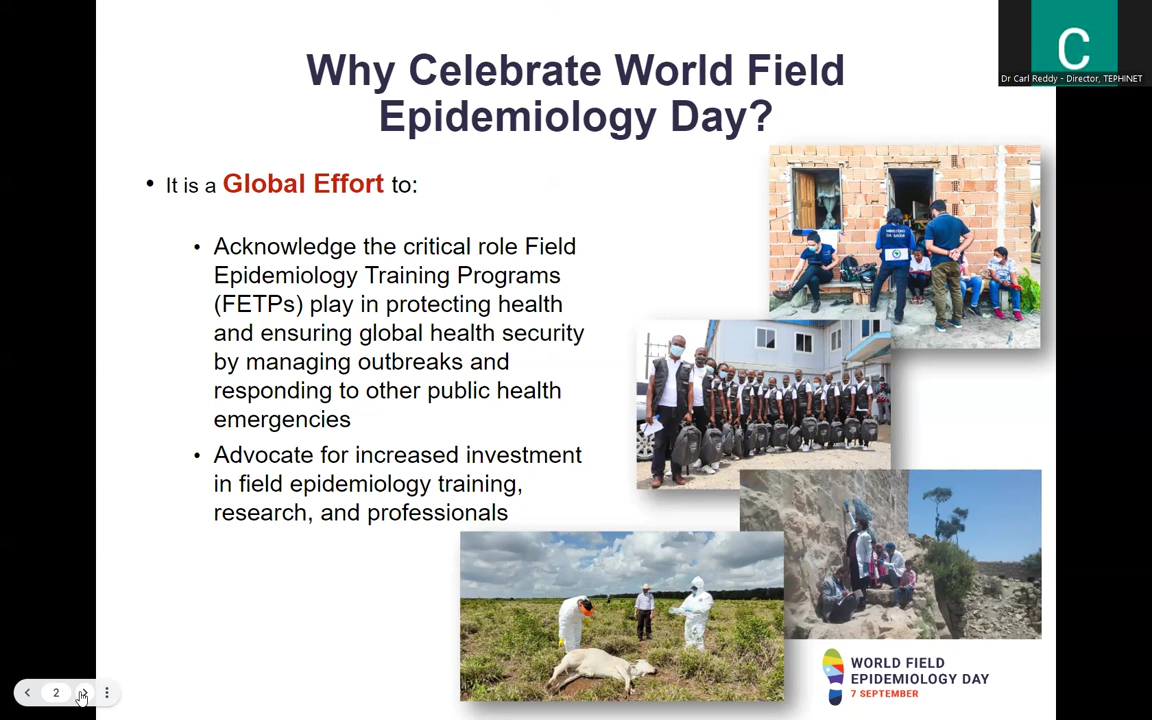 C
Dr Carl Reddy - Director, TEPHINET
Why Celebrate World Field
Epidemiology Day?
• It is a Global Effort to:
• Acknowledge the critical role Field
Epidemiology Training Programs
(FETPs) play in protecting health
and ensuring global health security
by managing outbreaks and
responding to other public health
emergencies
• Advocate for increased investment
in field epidemiology training,
research, and professionals
MINISTÉRIO
DA SAÚDE
WORLD FIELD
EPIDEMIOLOGY DAY
7 SEPTEMBER
2